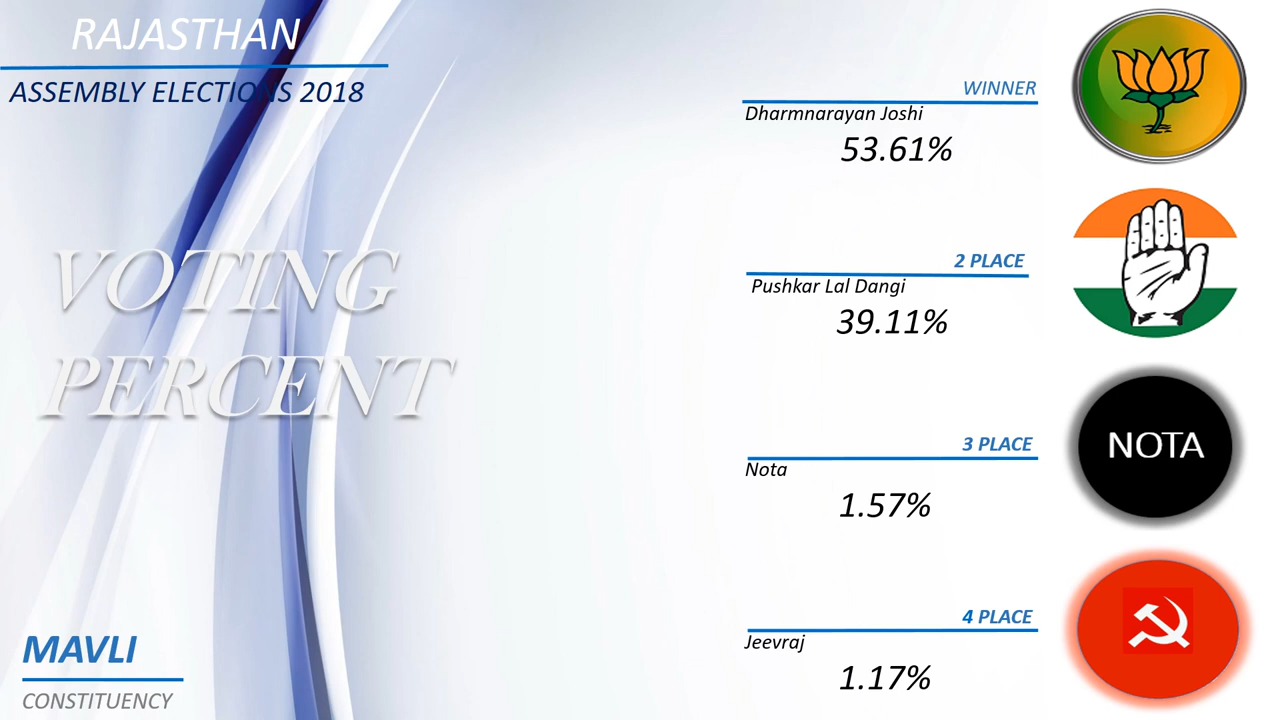 RAJASTHAN
ASSEMBLY ELECTIONS 2018
VOTING
PERCENT
MAVLI
CONSTITUENCY
WINNER
Dharmnarayan Joshi
53.61%
2 PLACE
Pushkar Lal Dangi
39.11%
3 PLACE
Nota
1.57%
NOTA
4 PLACE
Jeevraj
1.17%